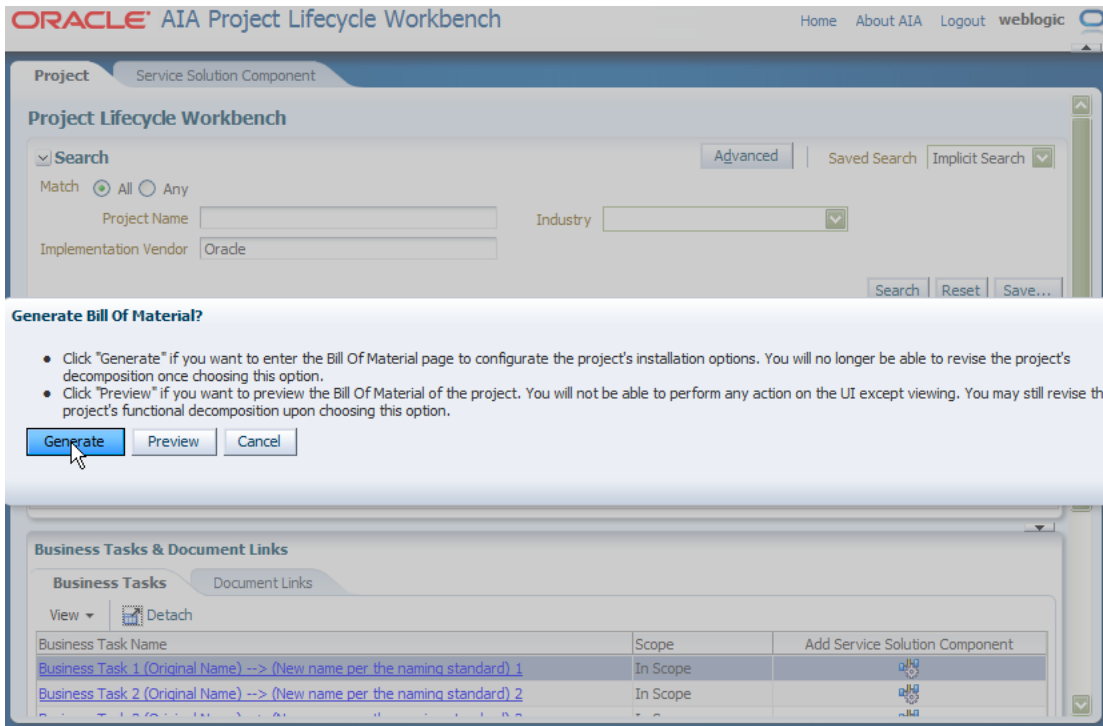 ORACLE AIA Project Lifecycle Workbench
Home About AIA Logout weblogic
Project Service Solution Component
Project Lifecycle Workbench
Search Advanced Saved Search Implicit Search
Match All Any
Project Name Industry
Implementation Vendor Oracle
Search Reset Save...
Generate Bill Of Material?
Click "Generate" if you want to enter the Bill Of Material page to configurate the project's installation options. You will no longer be able to revise the project's
decomposition once choosing this option.
Click "Preview" if you want to preview the Bill Of Material of the project. You will not be able to perform any action on the UI except viewing. You may still revise th
project's functional decomposition upon choosing this option.
Generate Preview Cancel
Business Tasks & Document Links
Business Tasks Document Links
View Detach
Business Task Name Scope Add Service Solution Component
Business Task 1 (Original Name) --> (New name per the naming standard) 1 In Scope
Business Task 2 (Original Name) --> (New name per the naming standard) 2 In Scope